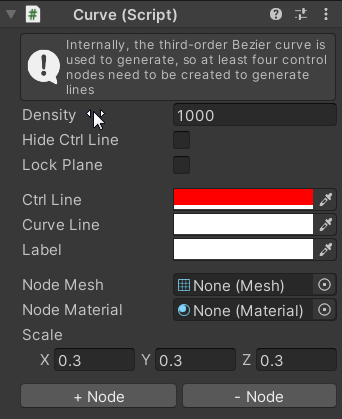 Curve (Script)
Internally, the third-order Bezier curve is
used to generate, so at least four control
nodes need to be created to generate
lines
Density 1000
Hide Ctrl Line
Lock Plane
Ctrl Line
Curve Line
Label
Node Mesh None (Mesh)
Node Material None (Material)
Scale
X 0.3 Y 0.3 Z 0.3
+ Node - Node